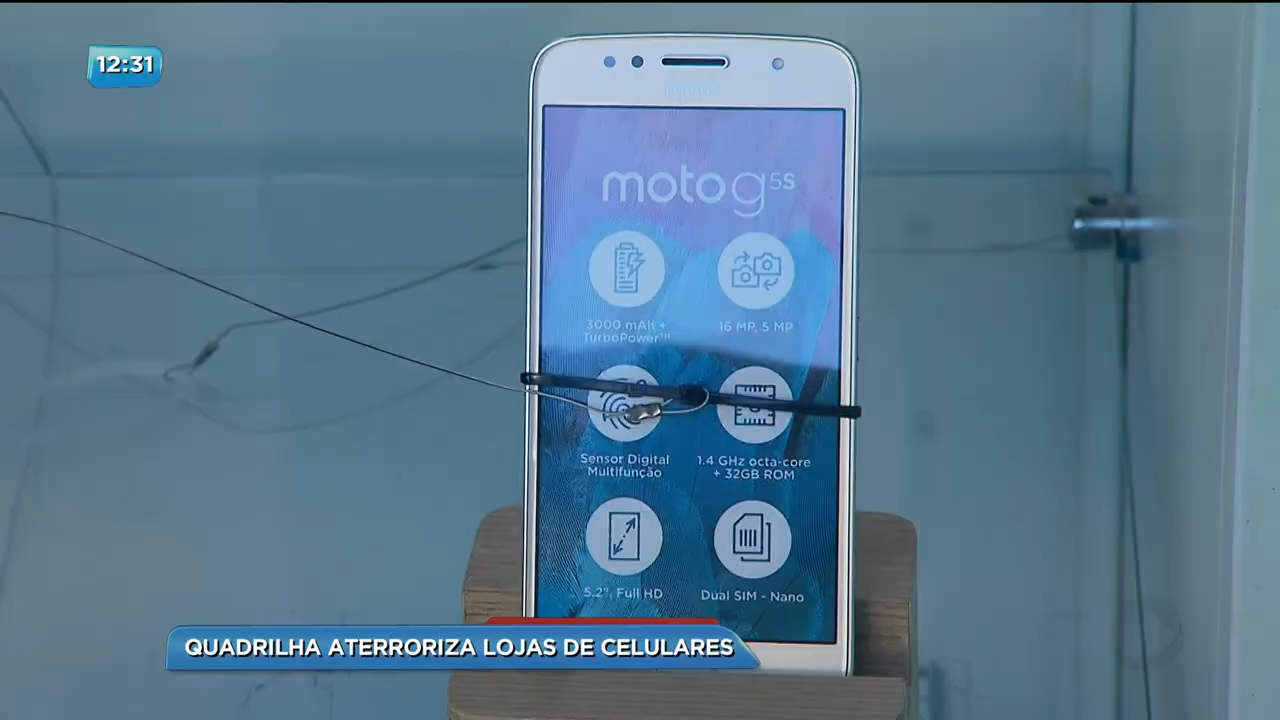 12:31
moto g5s
3000 mAh +
TurboPower™
16 MP, 5 MP
Sensor Digital
Multifunção
1.4 GHz octa-core
+ 32GB ROM
5.2", Full HD
Dual SIM - Nano
QUADRILHA ATERRORIZA LOJAS DE CELULARES